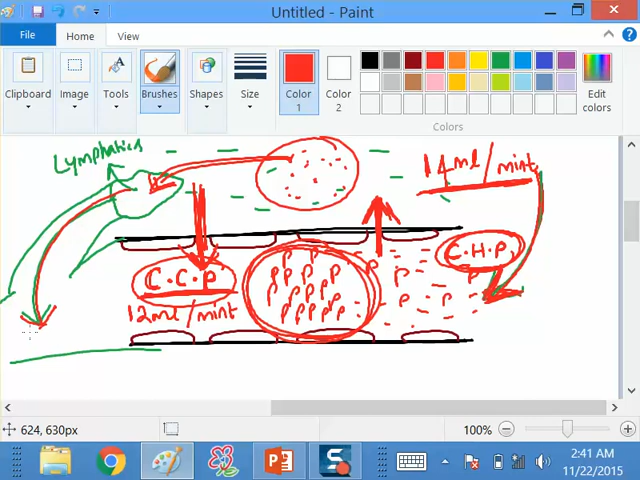 Untitled - Paint
File
Home
View
Clipboard
Image
Tools
Brushes
Shapes
Size
Color 1
Color 2
Edit colors
Colors
Lymphatics
14ml/mint
C.H.P
C.C.P
12ml/mint
P P P
P P P P P
P P P P
P P P P
P
P
P
P
P
P
624, 630px
100%
2:41 AM
11/22/2015